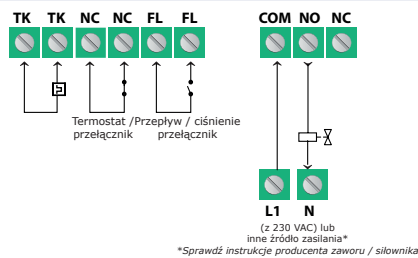 TK TK NC NC FL FL COM NO NC
Termostat /Przepływ / ciśnienie
przełącznik przełącznik
L1 N
(z 230 VAC) lub
inne źródło zasilania*
*Sprawdź instrukcje producenta zaworu / siłownika